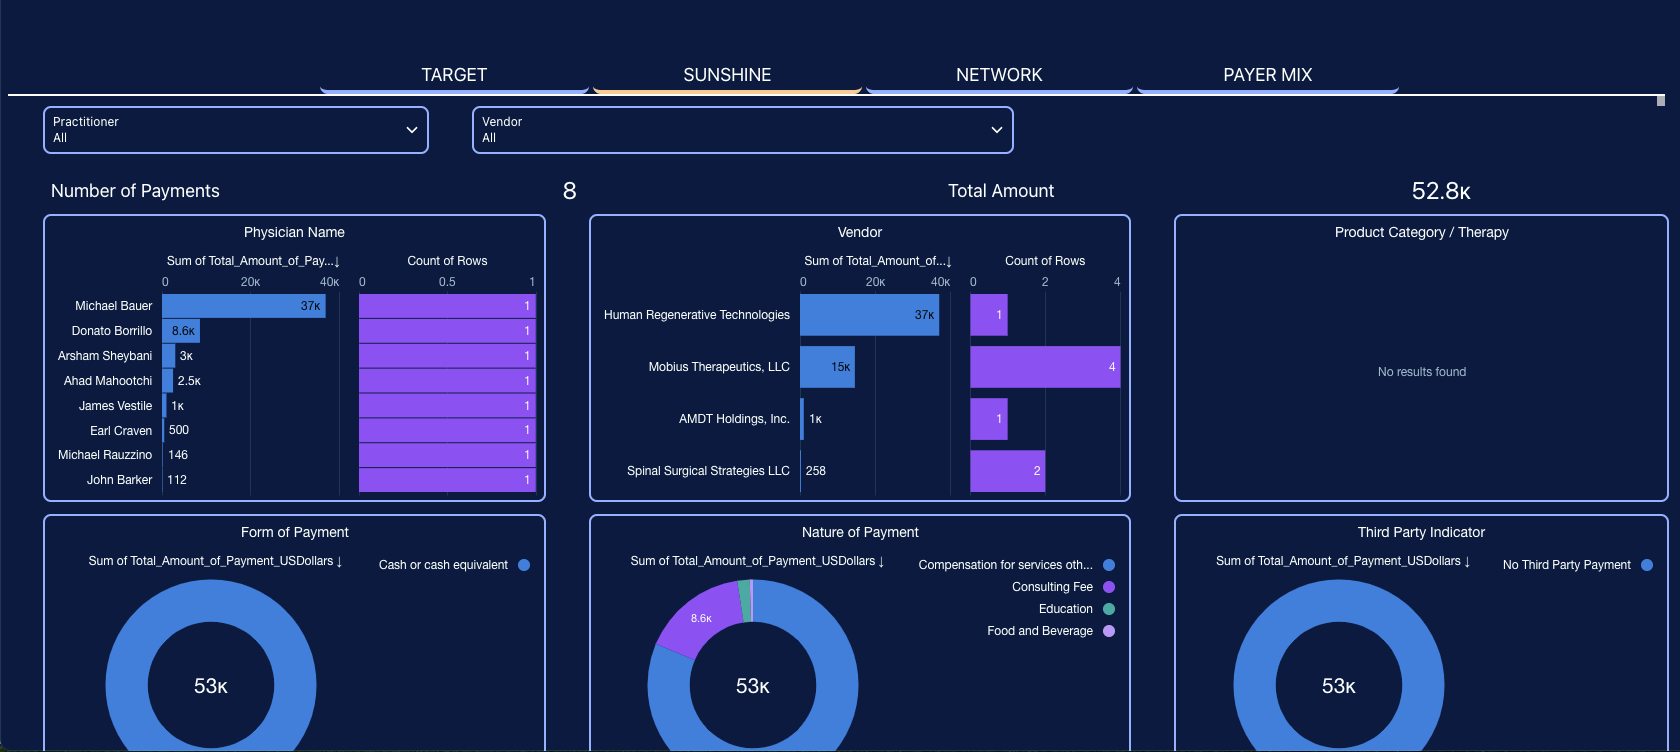 TARGET
SUNSHINE
NETWORK
PAYER MIX
Practitioner
All
Vendor
All
Number of Payments
8
Total Amount
52.8K
Physician Name
Sum of Total_Amount_of_Pay...↓
Count of Rows
0 20K 40K
0 0.5 1
Michael Bauer 37K 1
Donato Borrillo 8.6K 1
Arsham Sheybani 3K 1
Ahad Mahootchi 2.5K 1
James Vestile 1K 1
Earl Craven 500 1
Michael Rauzzino 146 1
John Barker 112 1
Vendor
Sum of Total_Amount_of...↓
Count of Rows
0 20K 40K
0 2 4
Human Regenerative Technologies 37K 1
Mobius Therapeutics, LLC 15K 4
AMDT Holdings, Inc. 1K 1
Spinal Surgical Strategies LLC 258 2
Product Category / Therapy
No results found
Form of Payment
Sum of Total_Amount_of_Payment_USDollars ↓
Cash or cash equivalent
53K
Nature of Payment
Sum of Total_Amount_of_Payment_USDollars ↓
Compensation for services oth...
Consulting Fee
Education
Food and Beverage
8.6K
53K
Third Party Indicator
Sum of Total_Amount_of_Payment_USDollars ↓
No Third Party Payment
53K